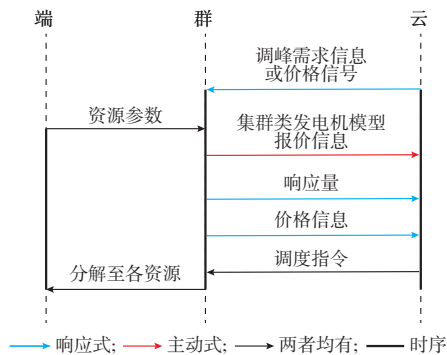 端 群 云
调峰需求信息
或价格信号
资源参数
集群类发电机模型
报价信息
响应量
价格信息
调度指令
分解至各资源
响应式; 主动式; 两者均有; 时序